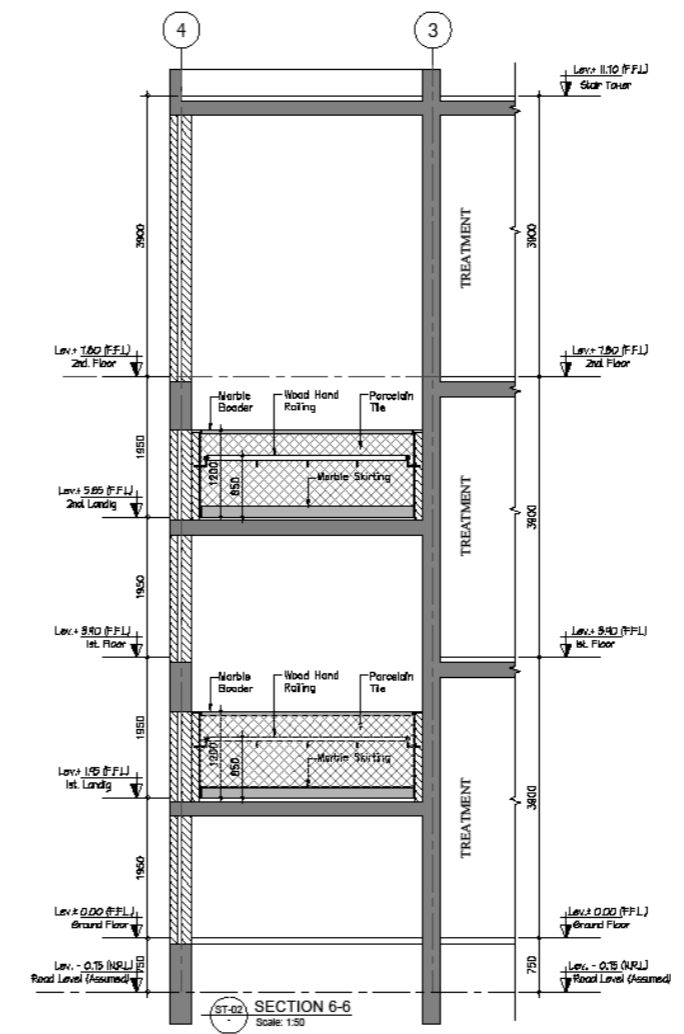 4
3
Lev.+ 11.10 (F.F.L)
Stair Tower
3900
3900
TREATMENT
Lev.+ 7.80 (F.F.L)
2nd. Floor
Lev.+ 7.80 (F.F.L)
2nd. Floor
Marble
Boader
Wood Hand
Railing
Porcelain
Tile
1950
1200
850
Marble Skirting
Lev.+ 5.85 (F.F.L)
2nd. Landig
TREATMENT
3900
1950
Lev.+ 3.90 (F.F.L)
1st. Floor
Lev.+ 3.90 (F.F.L)
1st. Floor
Marble
Boader
Wood Hand
Railing
Porcelain
Tile
1950
1200
850
Marble Skirting
Lev.+ 1.95 (F.F.L)
1st. Landig
TREATMENT
3900
1950
Lev.± 0.00 (F.F.L)
Ground Floor
Lev.± 0.00 (F.F.L)
Ground Floor
750
750
Lev. - 0.75 (N.R.L)
Road Level (Assumed)
Lev. - 0.75 (N.R.L)
Road Level (Assumed)
ST-02
-
SECTION 6-6
Scale: 1:50